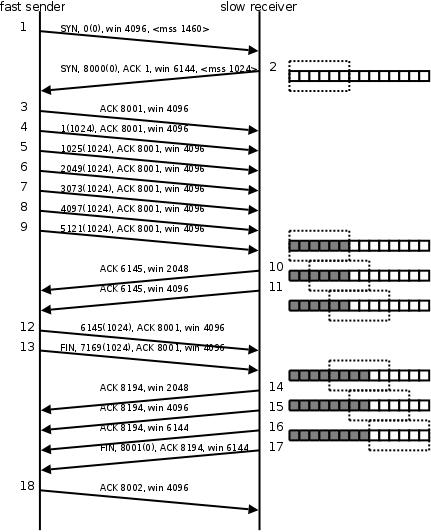 fast sender slow receiver
1 SYN, 0(0), win 4096, <mss 1460>
SYN, 8000(0), ACK 1, win 6144, <mss 1024> 2
3 ACK 8001, win 4096
4 1(1024), ACK 8001, win 4096
5 1025(1024), ACK 8001, win 4096
6 2049(1024), ACK 8001, win 4096
7 3073(1024), ACK 8001, win 4096
8 4097(1024), ACK 8001, win 4096
9 5121(1024), ACK 8001, win 4096
ACK 6145, win 2048 10
ACK 6145, win 4096 11
12 6145(1024), ACK 8001, win 4096
13 FIN, 7169(1024), ACK 8001, win 4096
ACK 8194, win 2048 14
ACK 8194, win 4096 15
ACK 8194, win 6144 16
FIN, 8001(0), ACK 8194, win 6144 17
18 ACK 8002, win 4096